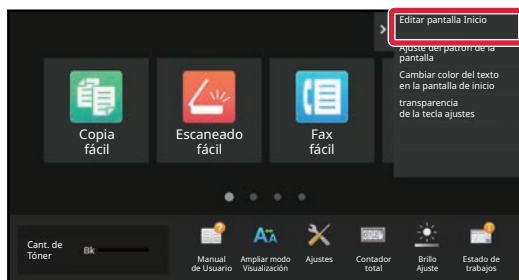 Editar pantalla Inicio
Ajuste del patrón de la
pantalla
Cambiar color del texto
en la pantalla de inicio
transparencia
de la tecla ajustes
Copia
fácil
Escaneado
fácil
Fax
fácil
Cant. de
Tóner
Bk
Manual
de Usuario
Ampliar modo
Visualización
Ajustes
Contador
total
Brillo
Ajuste
Estado de
trabajos